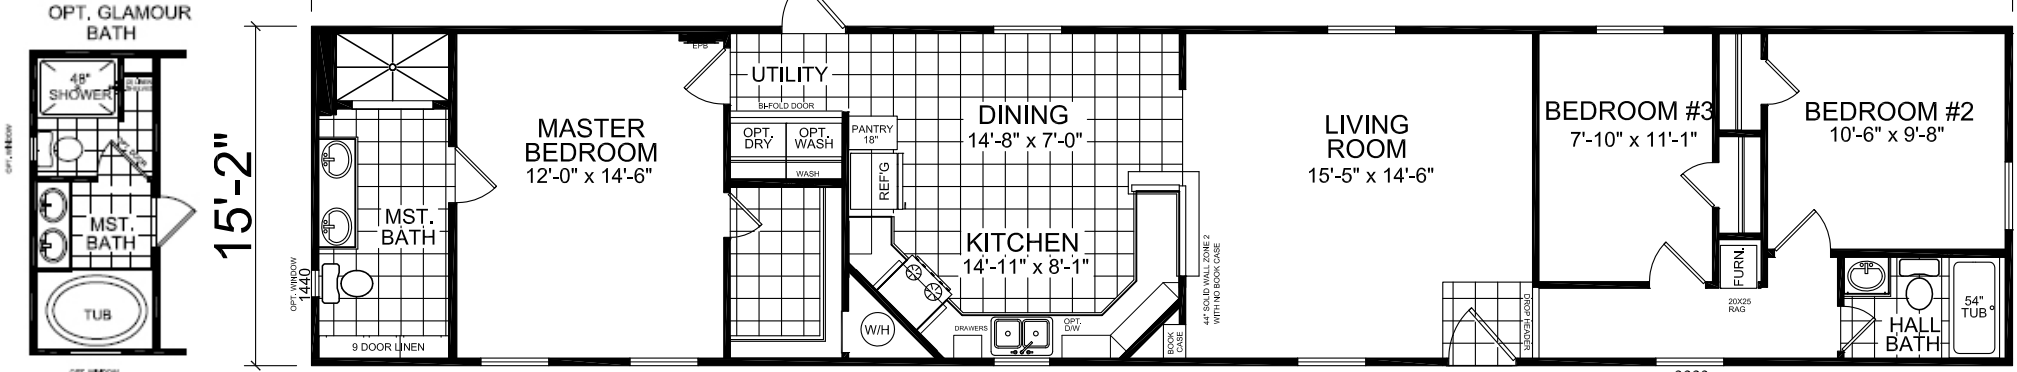 OPT. GLAMOUR
BATH
48"
SHOWER
OPT. WINDOW
MST.
BATH
TUB
15'-2"
OPT. WINDOW
1440
MST.
BATH
9 DOOR LINEN
MASTER
BEDROOM
12'-0" x 14'-6"
EPB
UTILITY
BI-FOLD DOOR
OPT.
DRY
OPT.
WASH
WASH
PANTRY
18"
REF'G
DINING
14'-8" x 7'-0"
KITCHEN
14'-11" x 8'-1"
W/H
DRAWERS
OPT.
D/W
BOOK
CASE
44" SOLID WALL ZONE 2
WITH NO BOOK CASE
LIVING
ROOM
15'-5" x 14'-6"
DROP HEADER
BEDROOM #3
7'-10" x 11'-1"
FURN.
20X25
RAG
BEDROOM #2
10'-6" x 9'-8"
HALL
BATH
54"
TUB